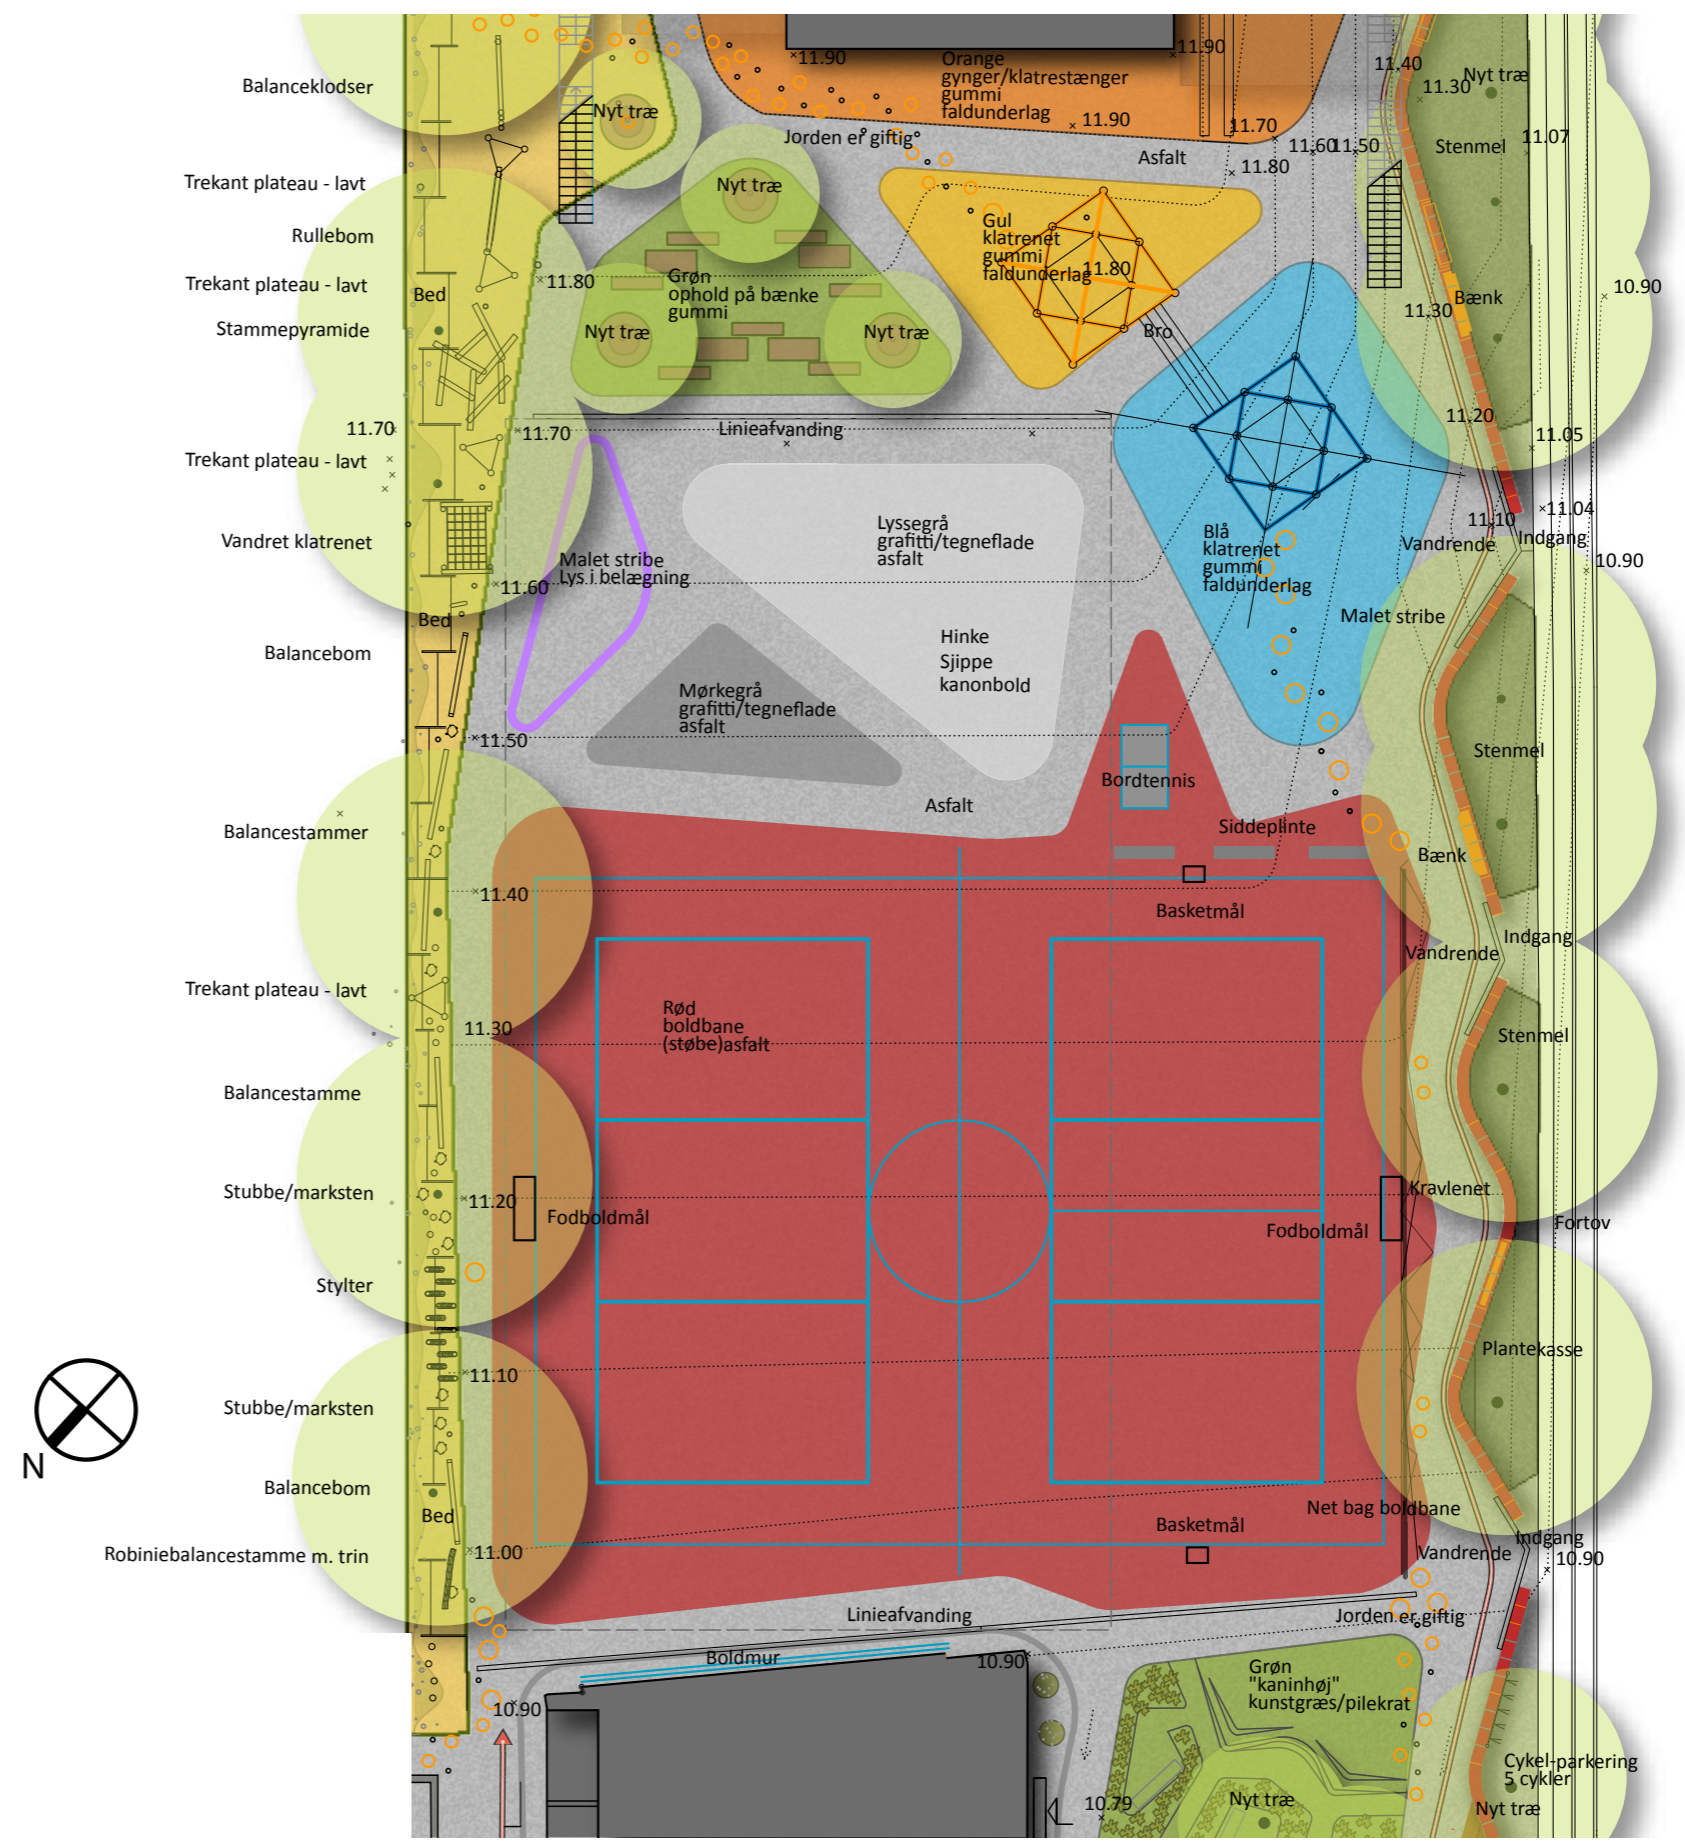 11.90
11.90
Orange
gynger/klatrestænger
gummi
faldunderlag
11.40
Nyt træ
11.30
Balanceklodser
Nyt træ
11.90
11.70
Jorden er giftig
11.07
11.60
11.50
Stenmel
Asfalt
11.80
Trekant plateau - lavt
Nyt træ
Gul
klatrenet
gummi
faldunderlag
11.80
Rullebom
Trekant plateau - lavt
Bed
11.80
Grøn
ophold på bænke
gummi
10.90
Bænk
11.30
Stammepyramide
Nyt træ
Nyt træ
Bro
11.20
11.70
11.70
Linieafvanding
11.05
Trekant plateau - lavt
11.04
11.10
Lyssegrå
grafitti/tegneflade
asfalt
Blå
klatrenet
gummi
faldunderlag
Vandrende
Indgang
10.90
Vandret klatrenet
Malet stribe
Lys i belægning
11.60
Bed
Malet stribe
Hinke
Sjippe
kanonbold
Balancebom
Mørkegrå
grafitti/tegneflade
asfalt
11.50
Stenmel
Bordtennis
Asfalt
Balancestammer
Siddeplinte
Bænk
11.40
Basketmål
Indgang
Vandrende
Trekant plateau - lavt
Rød
boldbane
(støbe)asfalt
11.30
Stenmel
Balancestamme
Stubbe/marksten
11.20
Kravlenet
Fodboldmål
Fodboldmål
Fortov
Stylter
Plantekasse
11.10
Stubbe/marksten
N
Balancebom
Bed
Net bag boldbane
Basketmål
Indgang
Robiniebalancestamme m. trin
11.00
Vandrende
10.90
Linieafvanding
Jorden er giftig
Boldmur
10.90
Grøn
"kaninhøj"
kunstgræs/pilekrat
10.90
Cykel-parkering
5 cykler
10.79
Nyt træ
Nyt træ